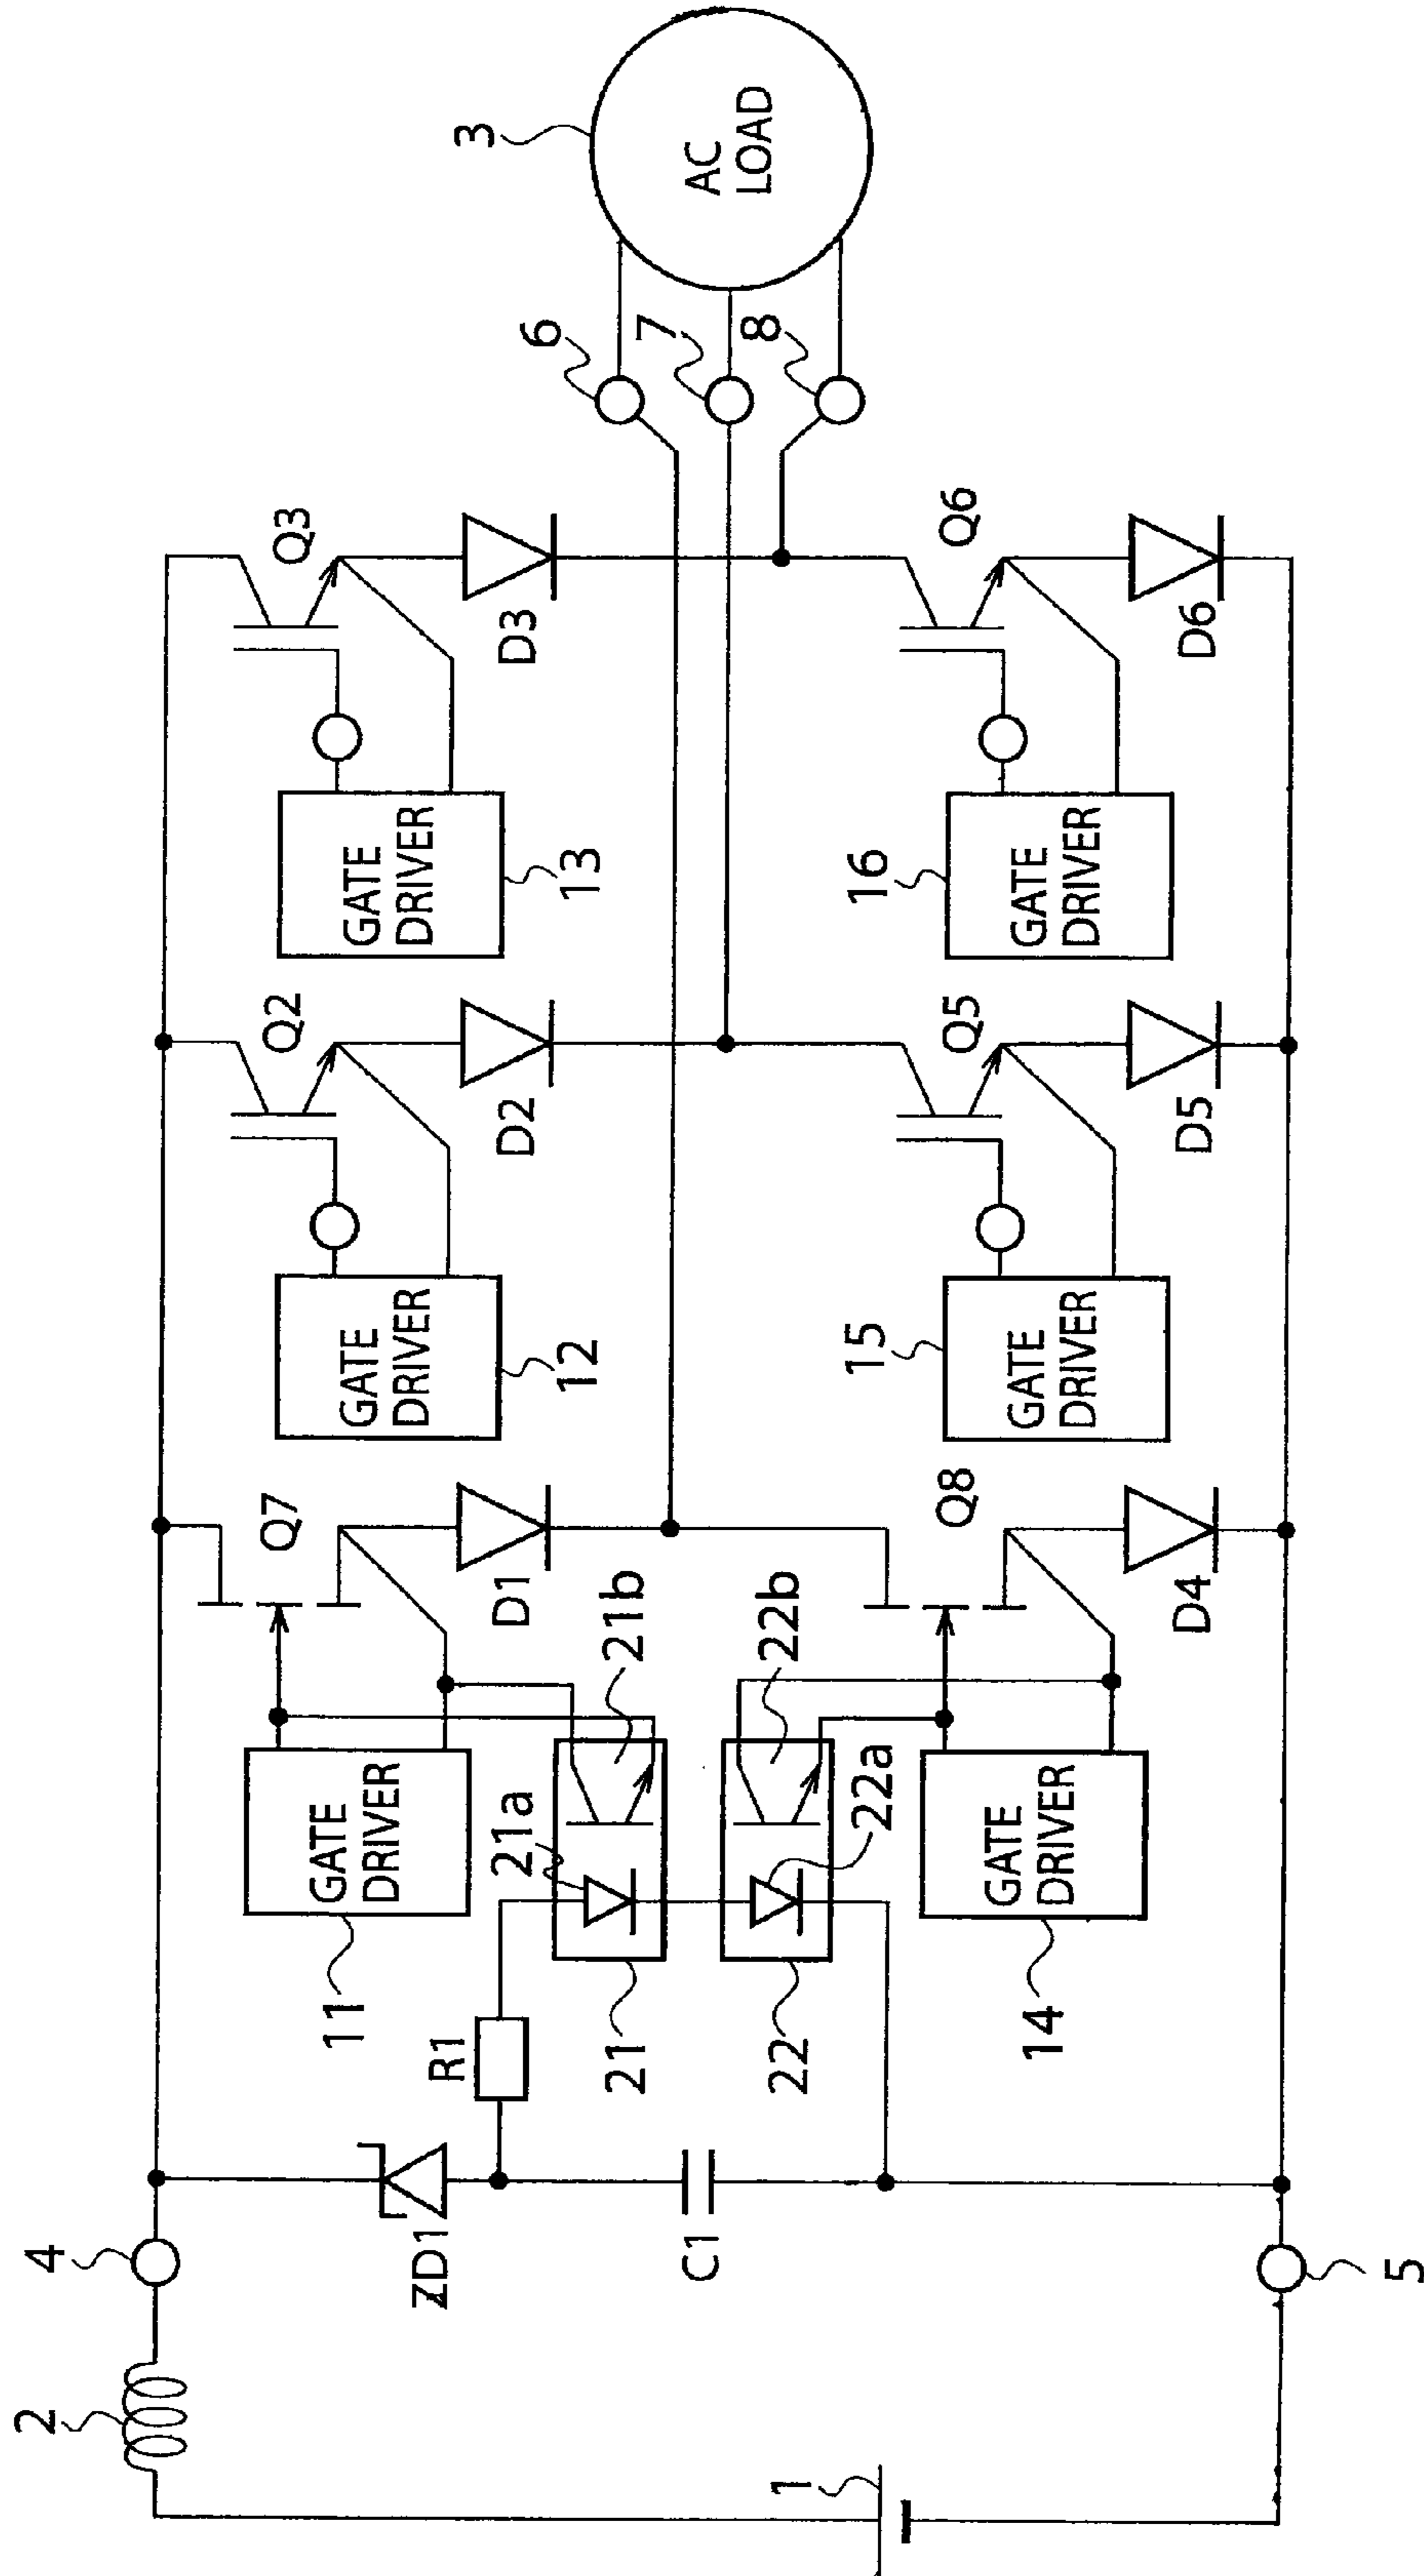 3
AC
LOAD
6
7
8
Q3
D3
GATE
DRIVER
13
Q6
D6
GATE
DRIVER
16
Q2
D2
GATE
DRIVER
12
Q5
D5
GATE
DRIVER
15
Q7
D1
21b
21a
GATE
DRIVER
11
21
22b
22a
22
Q8
D4
GATE
DRIVER
14
R1
ZD1
C1
4
5
2
1